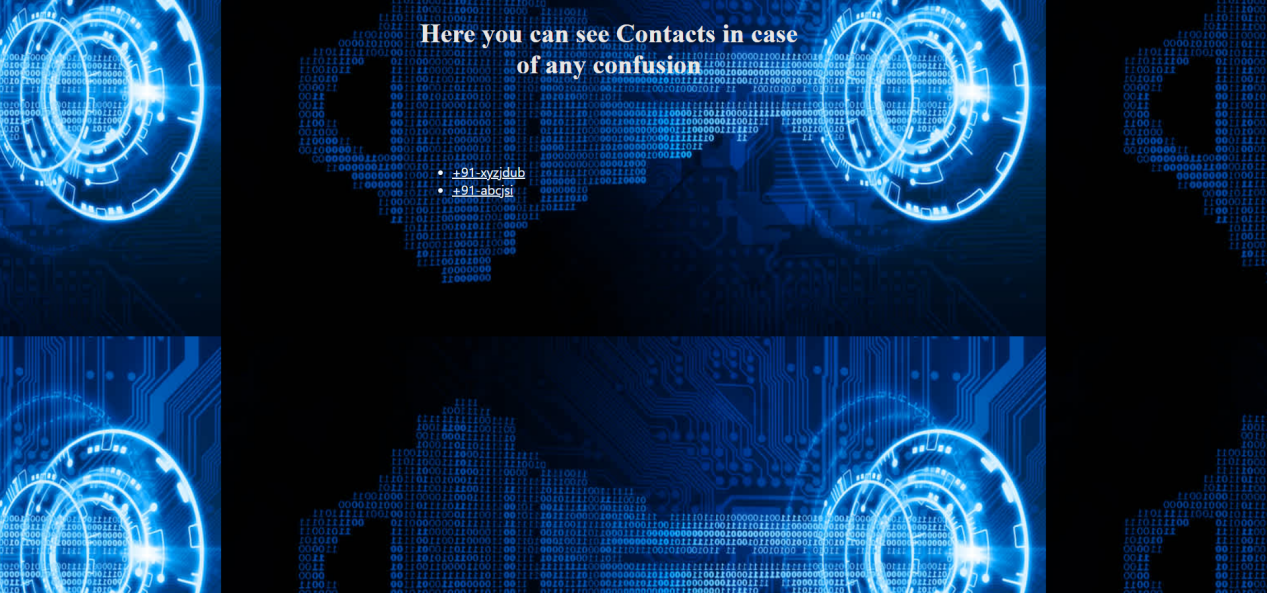 Here you can see Contacts in case
of any confusion
+91-xyzjdub
+91-abcjsi